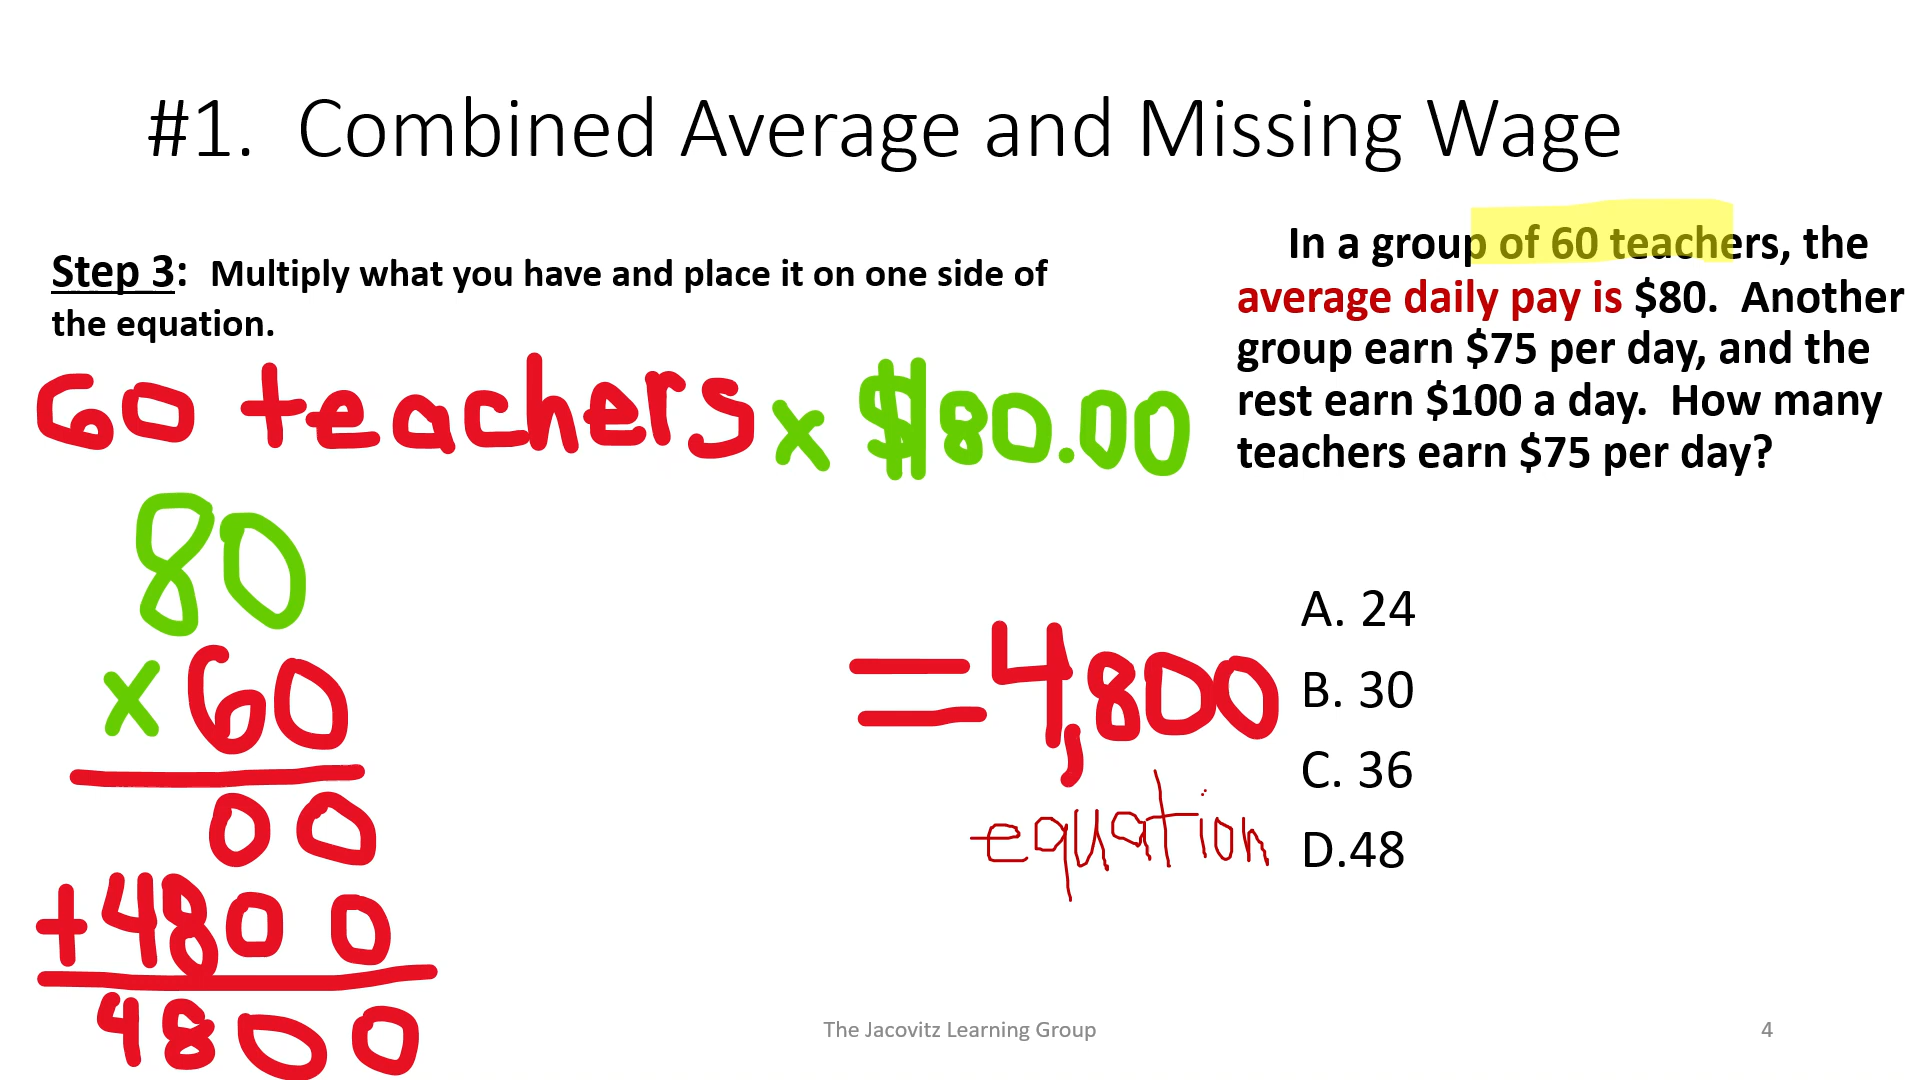 #1. Combined Average and Missing Wage
Step 3: Multiply what you have and place it on one side of
the equation.
60 teachers x $80.00
80
x 60
00
+4800
4800
= 4,800
equation
In a group of 60 teachers, the
average daily pay is $80. Another
group earn $75 per day, and the
rest earn $100 a day. How many
teachers earn $75 per day?
A. 24
B. 30
C. 36
D.48
The Jacovitz Learning Group
4